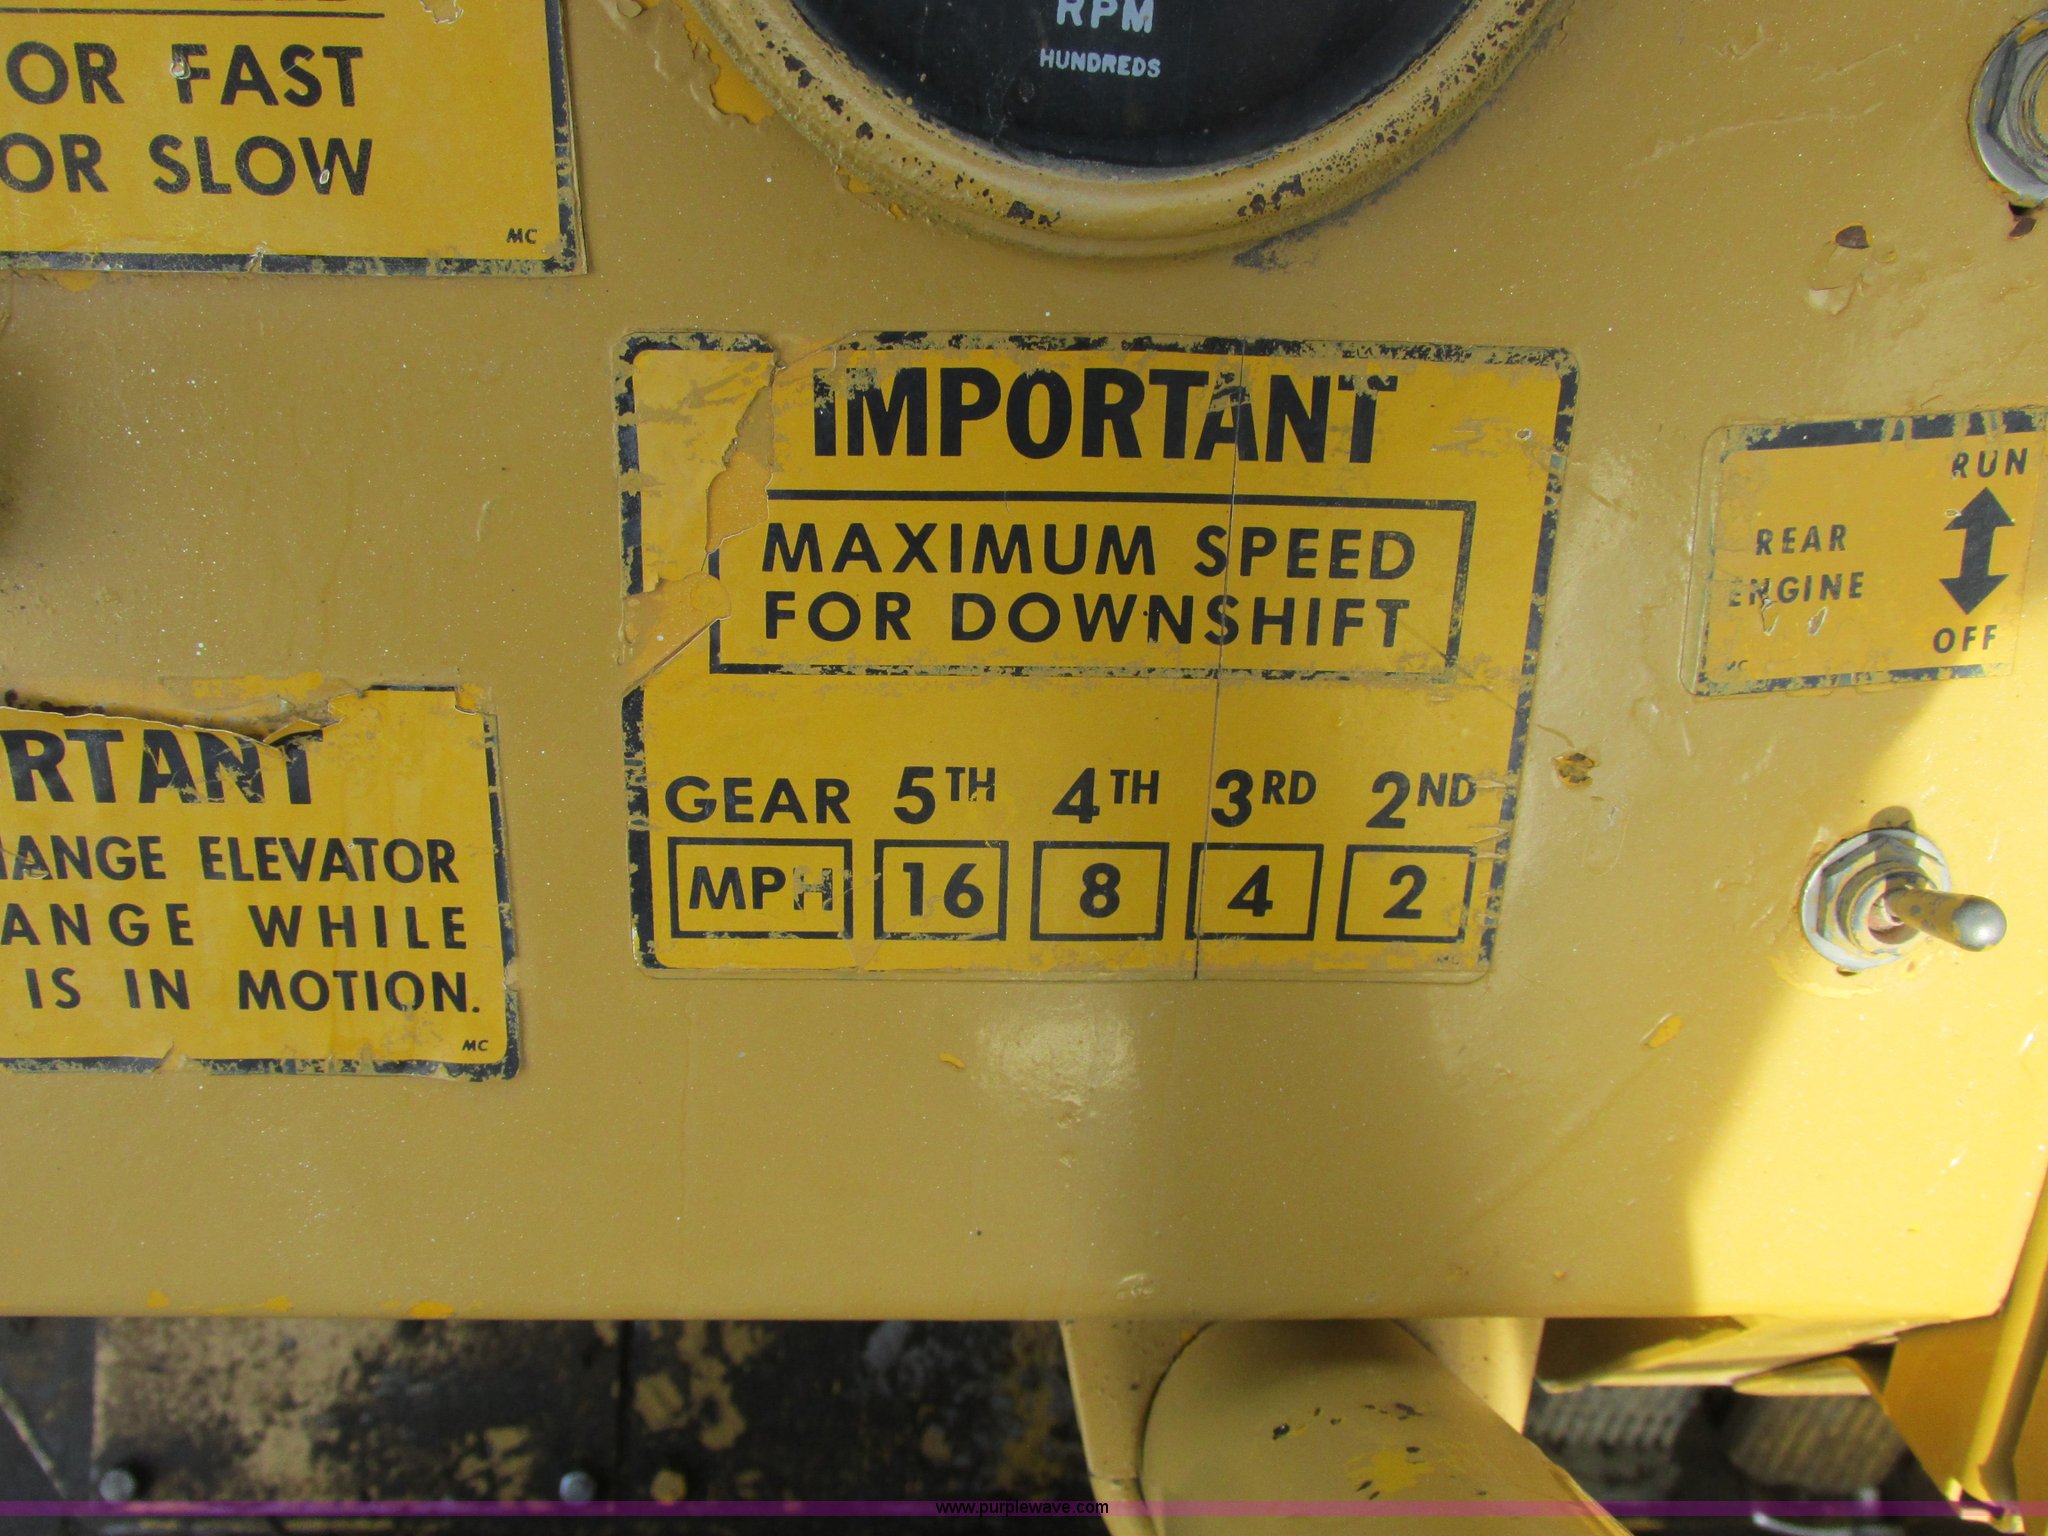 RPM
HUNDREDS
OR FAST
OR SLOW
MC
IMPORTANT
MAXIMUM SPEED
FOR DOWNSHIFT
GEAR 5TH 4TH 3RD 2ND
MPH 16 8 4 2
RUN
REAR
ENGINE
OFF
MC
RTANT
ANGE ELEVATOR
ANGE WHILE
IS IN MOTION.
MC
www.purplewave.com